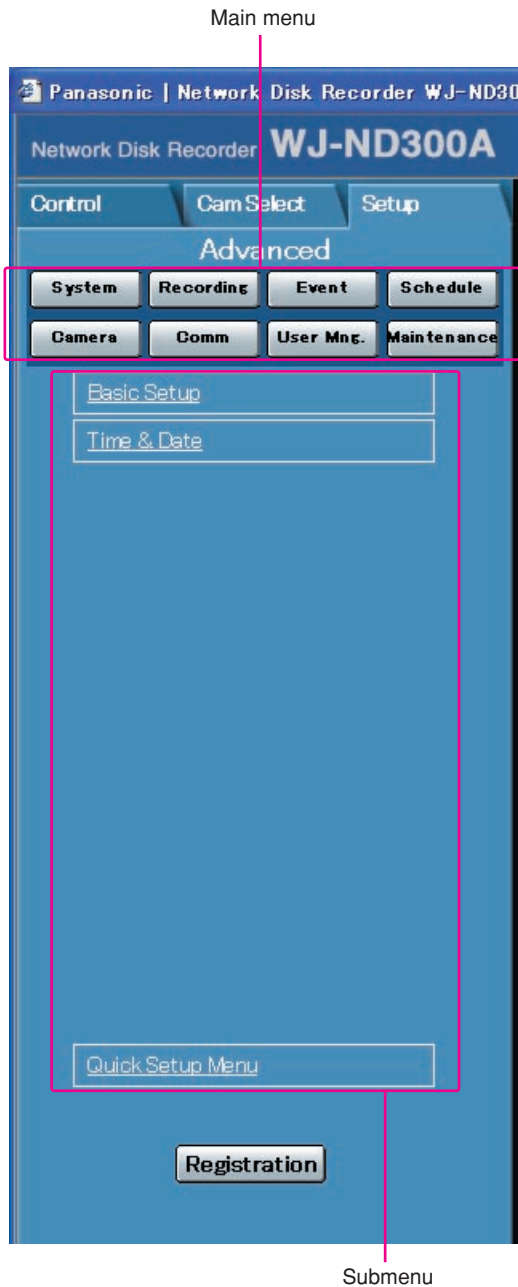 Main menu
Panasonic | Network Disk Recorder WJ-ND30
Network Disk Recorder WJ-ND300A
Control Cam Select Setup
Advanced
System Recording Event Schedule
Camera Comm User Mng. Maintenance
Basic Setup
Time & Date
Quick Setup Menu
Registration
Submenu